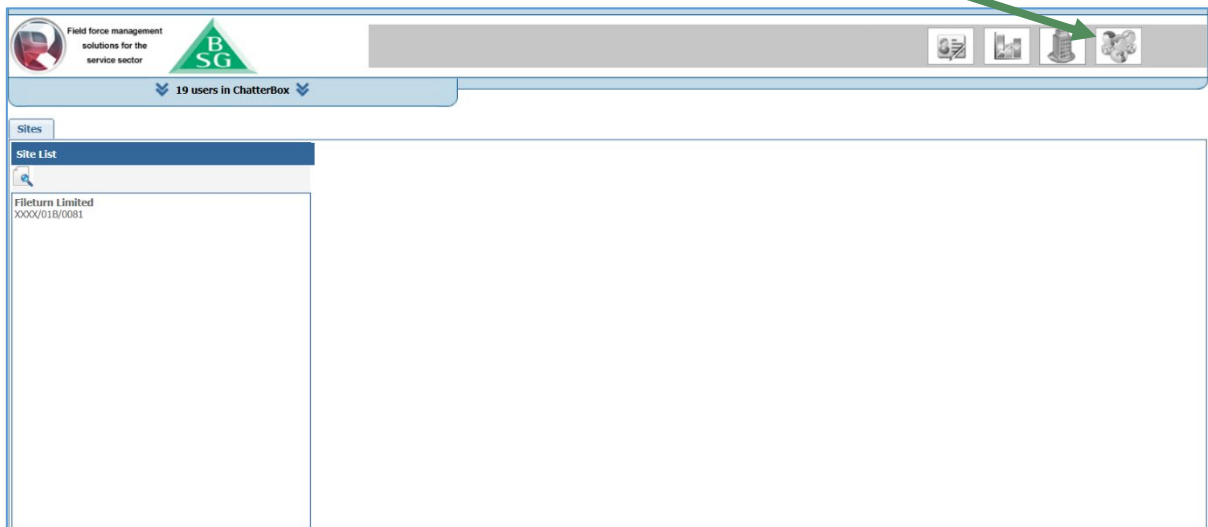 Field force management
solutions for the
service sector
B
SG
19 users in ChatterBox
Sites
Site List
Fileturn Limited
XXXX/01B/0081